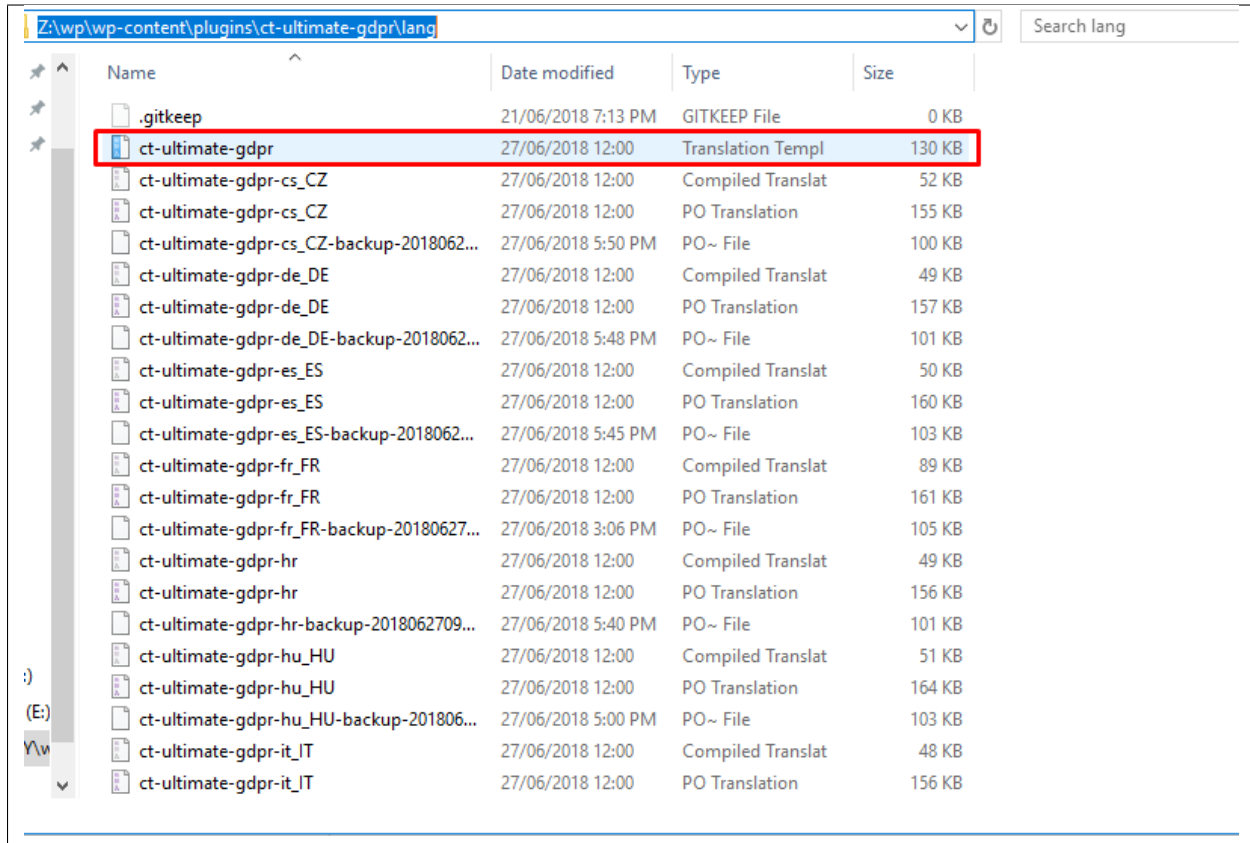 Z:\wp\wp-content\plugins\ct-ultimate-gdpr\lang Search lang
Name Date modified Type Size
.gitkeep 21/06/2018 7:13 PM GITKEEP File 0 KB
ct-ultimate-gdpr 27/06/2018 12:00 Translation Templ 130 KB
ct-ultimate-gdpr-cs_CZ 27/06/2018 12:00 Compiled Translat 52 KB
ct-ultimate-gdpr-cs_CZ 27/06/2018 12:00 PO Translation 155 KB
ct-ultimate-gdpr-cs_CZ-backup-2018062... 27/06/2018 5:50 PM PO~ File 100 KB
ct-ultimate-gdpr-de_DE 27/06/2018 12:00 Compiled Translat 49 KB
ct-ultimate-gdpr-de_DE 27/06/2018 12:00 PO Translation 157 KB
ct-ultimate-gdpr-de_DE-backup-2018062... 27/06/2018 5:48 PM PO~ File 101 KB
ct-ultimate-gdpr-es_ES 27/06/2018 12:00 Compiled Translat 50 KB
ct-ultimate-gdpr-es_ES 27/06/2018 12:00 PO Translation 160 KB
ct-ultimate-gdpr-es_ES-backup-2018062... 27/06/2018 5:45 PM PO~ File 103 KB
ct-ultimate-gdpr-fr_FR 27/06/2018 12:00 Compiled Translat 89 KB
ct-ultimate-gdpr-fr_FR 27/06/2018 12:00 PO Translation 161 KB
ct-ultimate-gdpr-fr_FR-backup-20180627... 27/06/2018 3:06 PM PO~ File 105 KB
ct-ultimate-gdpr-hr 27/06/2018 12:00 Compiled Translat 49 KB
ct-ultimate-gdpr-hr 27/06/2018 12:00 PO Translation 156 KB
ct-ultimate-gdpr-hr-backup-2018062709... 27/06/2018 5:40 PM PO~ File 101 KB
ct-ultimate-gdpr-hu_HU 27/06/2018 12:00 Compiled Translat 51 KB
:)
ct-ultimate-gdpr-hu_HU 27/06/2018 12:00 PO Translation 164 KB
(E:) ct-ultimate-gdpr-hu_HU-backup-201806... 27/06/2018 5:00 PM PO~ File 103 KB
ct-ultimate-gdpr-it_IT 27/06/2018 12:00 Compiled Translat 48 KB
ct-ultimate-gdpr-it_IT 27/06/2018 12:00 PO Translation 156 KB